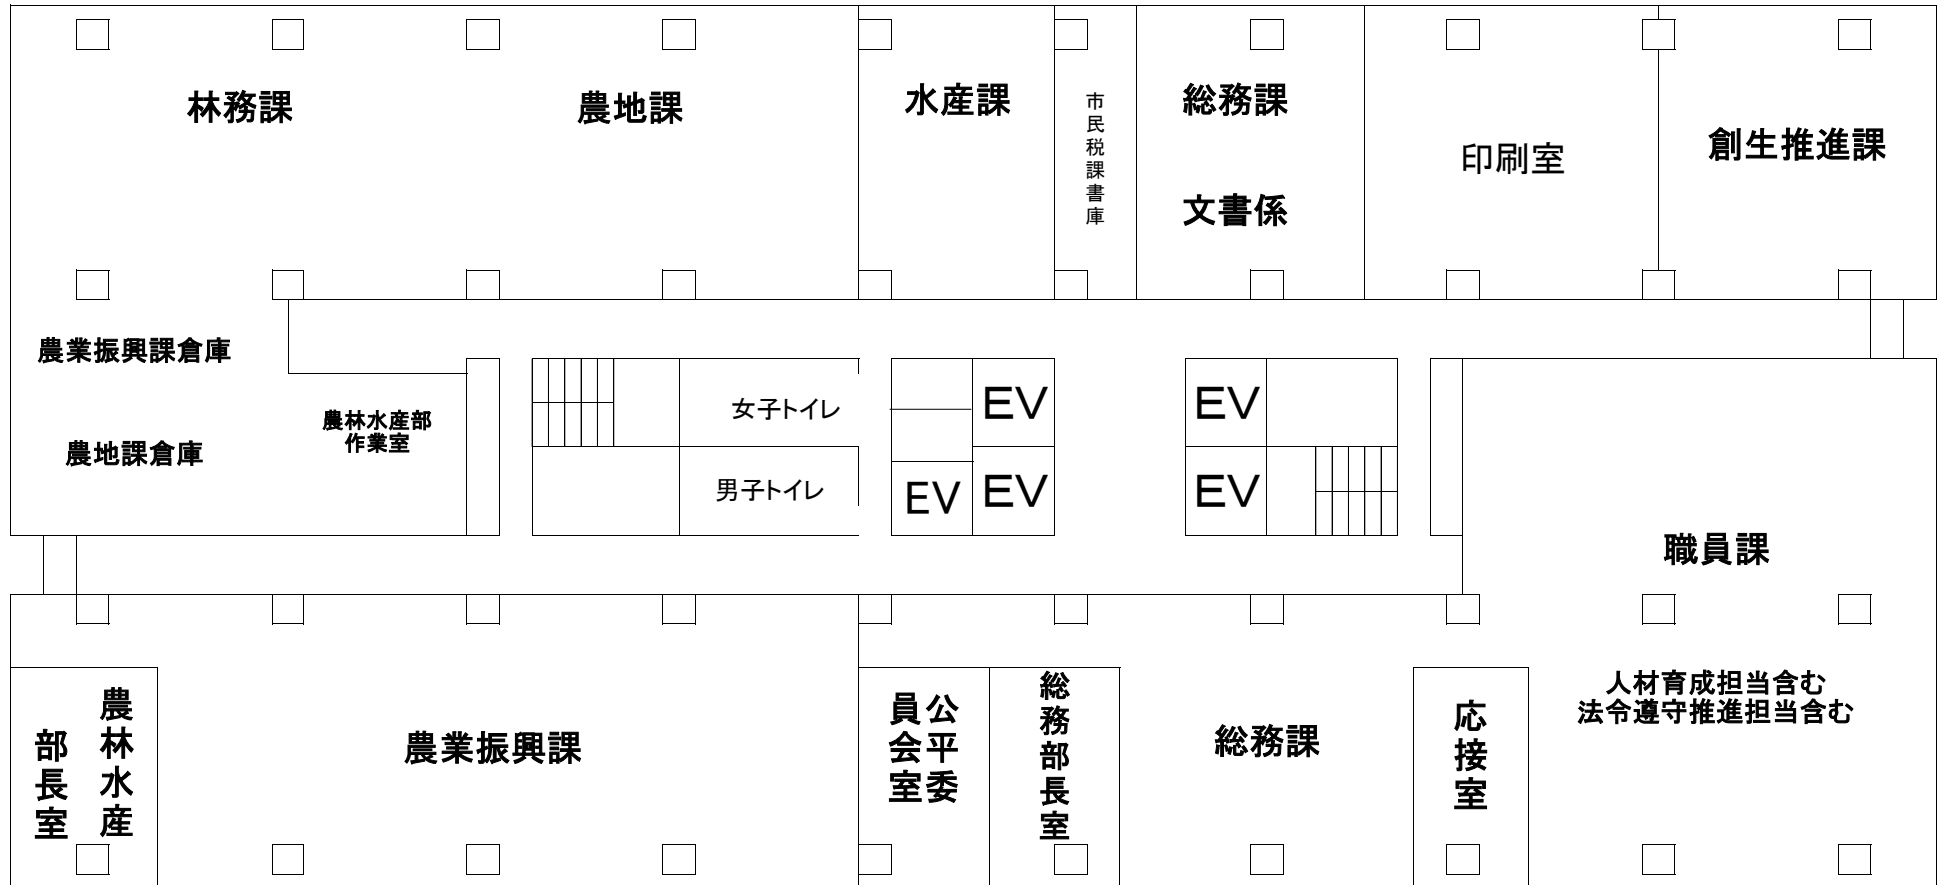 林務課
農地課
水産課
市民税課書庫
総務課
文書係
印刷室
創生推進課
農業振興課倉庫
農地課倉庫
農林水産部
作業室
女子トイレ
男子トイレ
EV
EV
EV
EV
EV
職員課
人材育成担当含む
法令遵守推進担当含む
農林水産
部長室
農業振興課
公平委
員会室
総務部長室
総務課
応接室